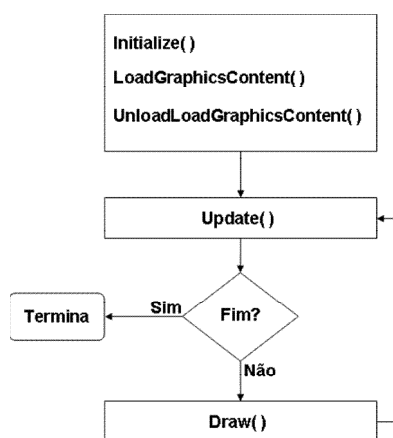 Initialize( )
LoadGraphicsContent( )
UnloadLoadGraphicsContent( )
Update( )
Fim?
Sim
Termina
Não
Draw( )